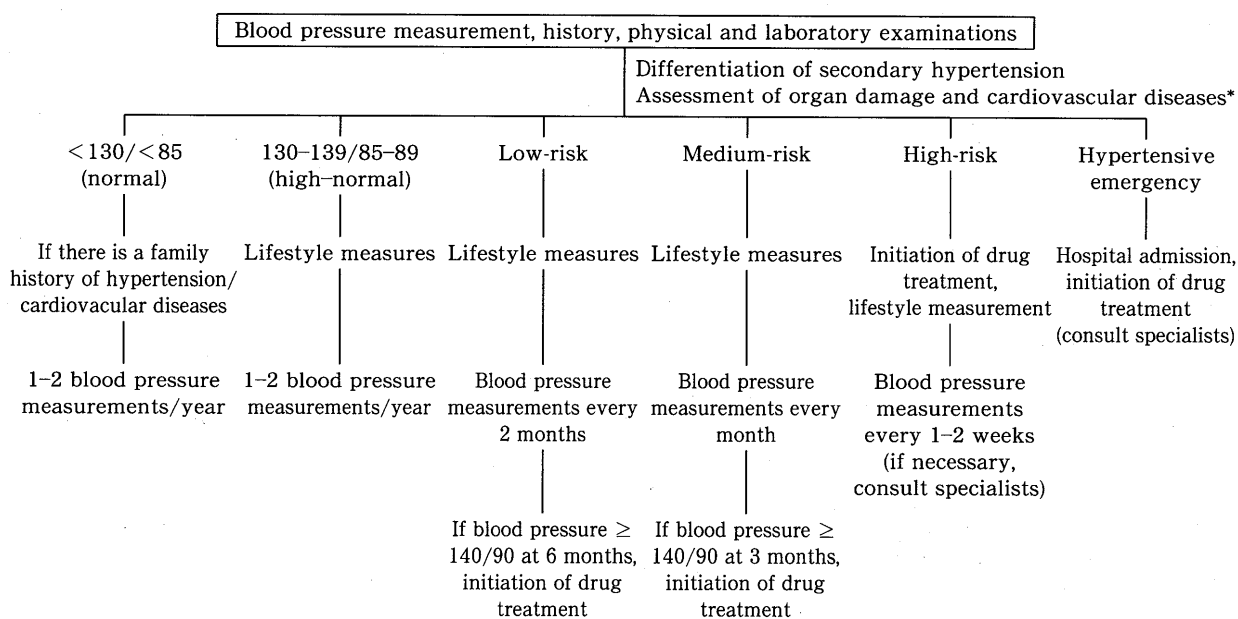 Blood pressure measurement, history, physical and laboratory examinations
Differentiation of secondary hypertension
Assessment of organ damage and cardiovascular diseases*
<130/<85
(normal)
130–139/85–89
(high–normal)
Low-risk
Medium-risk
High-risk
Hypertensive
emergency
If there is a family
history of hypertension/
cardiovacular diseases
Lifestyle measures
Lifestyle measures
Lifestyle measures
Initiation of drug
treatment,
lifestyle measurement
Hospital admission,
initiation of drug
treatment
(consult specialists)
1–2 blood pressure
measurements/year
1–2 blood pressure
measurements/year
Blood pressure
measurements every
2 months
Blood pressure
measurements every
month
Blood pressure
measurements
every 1–2 weeks
(if necessary,
consult specialists)
If blood pressure ≥
140/90 at 6 months,
initiation of drug
treatment
If blood pressure ≥
140/90 at 3 months,
initiation of drug
treatment